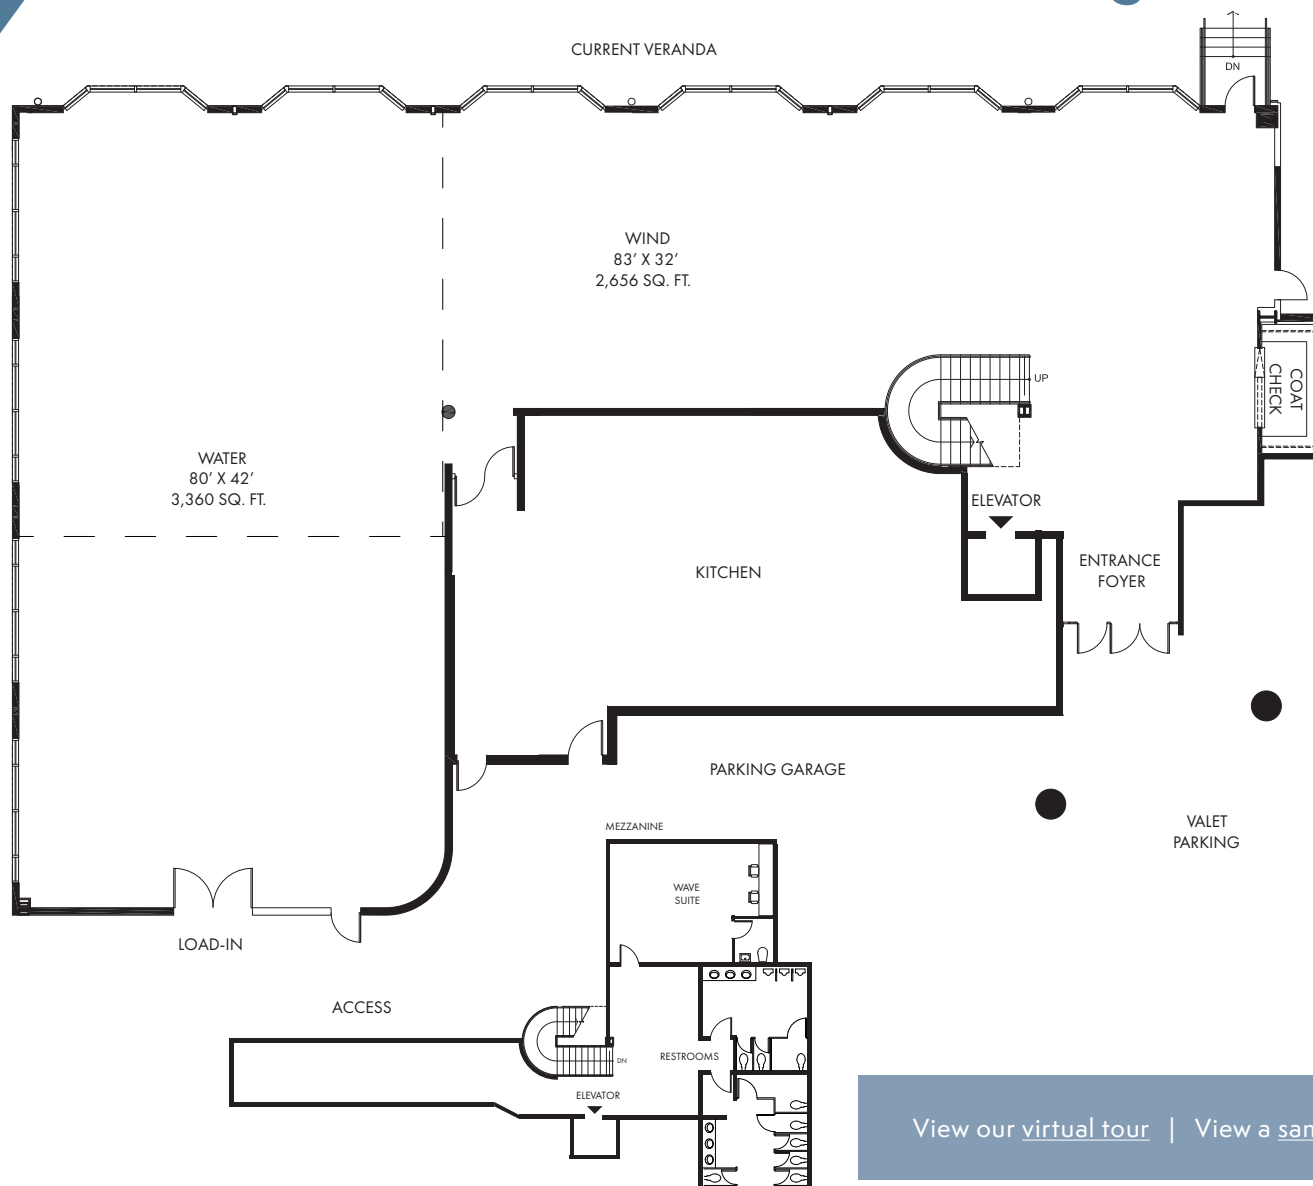 CURRENT VERANDA
DN
WIND
83’ X 32’
2,656 SQ. FT.
UP
COAT
CHECK
WATER
80’ X 42’
3,360 SQ. FT.
ELEVATOR
ENTRANCE
FOYER
KITCHEN
PARKING GARAGE
VALET
PARKING
MEZZANINE
WAVE
SUITE
LOAD-IN
ACCESS
RESTROOMS
DN
ELEVATOR
View our virtual tour | View a